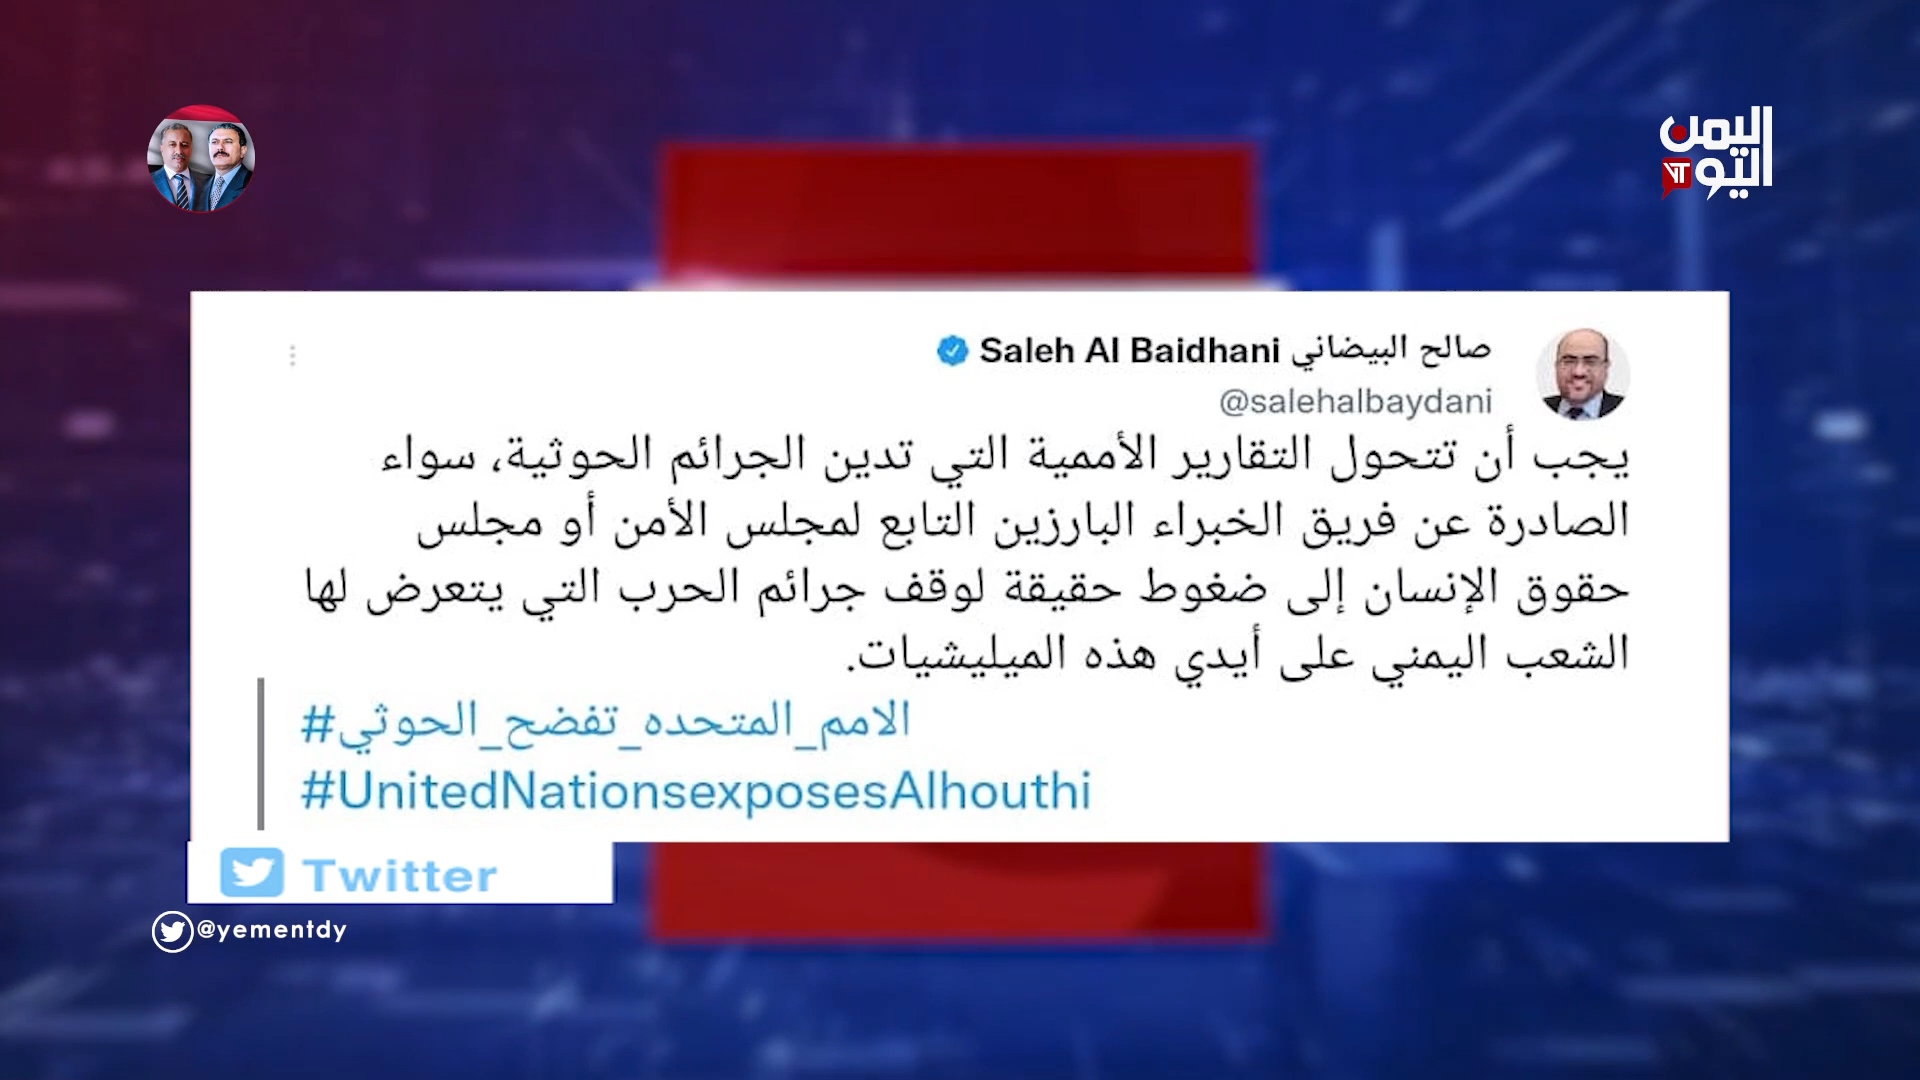 اليمن
اليوم
YT
صالح البيضاني Saleh Al Baidhani
@salehalbaydani
يجب أن تتحول التقارير الأممية التي تدين الجرائم الحوثية، سواء
الصادرة عن فريق الخبراء البارزين التابع لمجلس الأمن أو مجلس
حقوق الإنسان إلى ضغوط حقيقة لوقف جرائم الحرب التي يتعرض لها
الشعب اليمني على أيدي هذه الميليشيات.
#الامم_المتحده_تفضح_الحوثي
#UnitedNationsexposesAlhouthi
Twitter
@yementdy